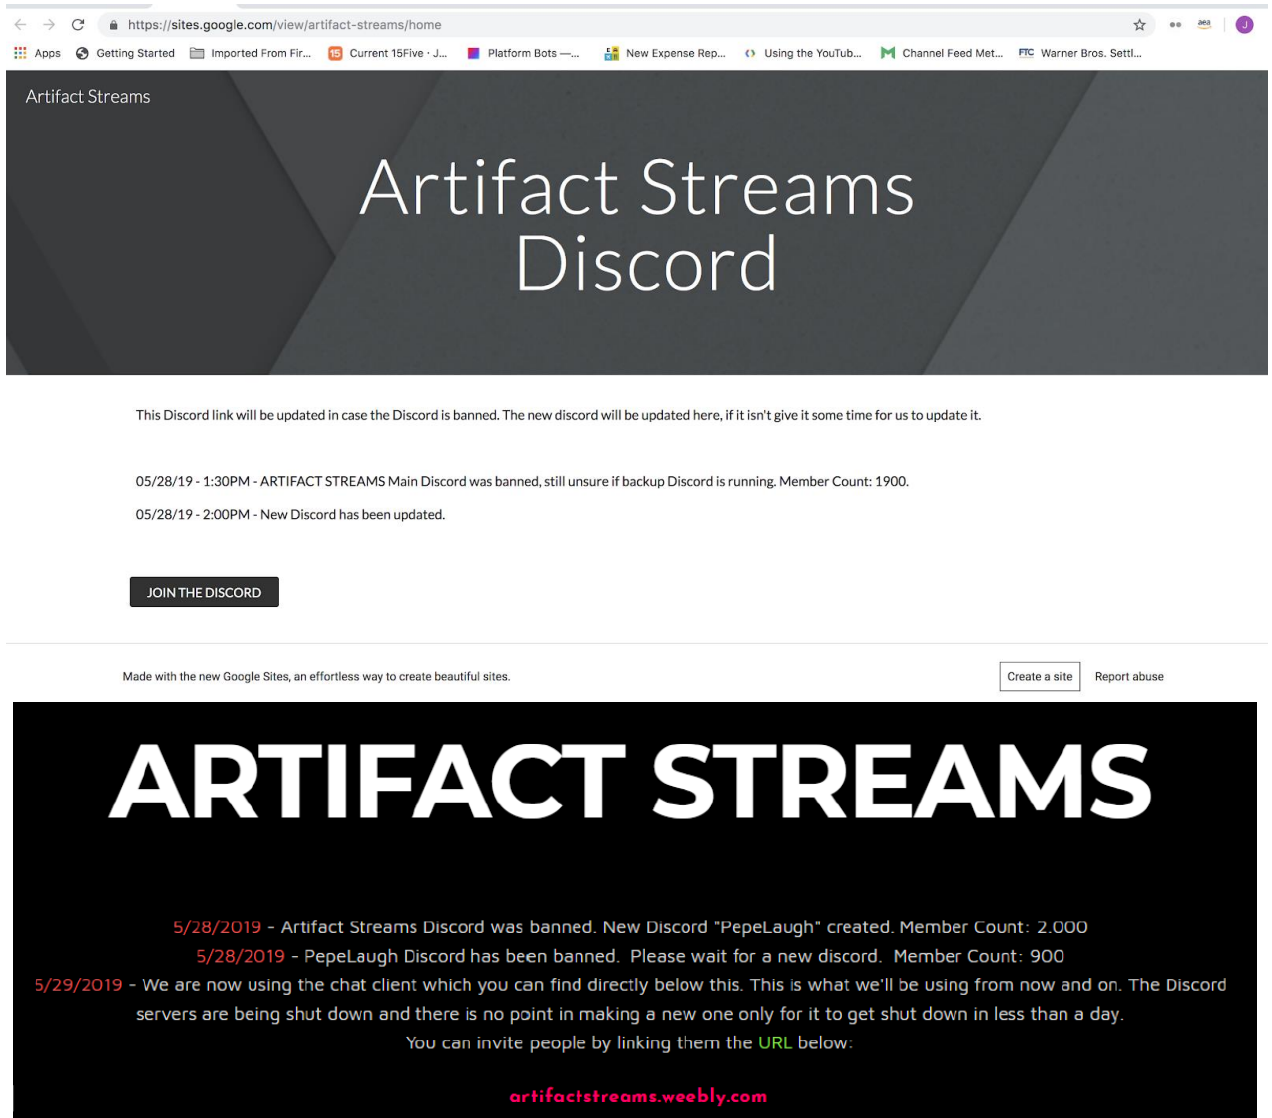 https://sites.google.com/view/artifact-streams/home
J
Apps Getting Started Imported From Fir... 15 Current 15Five · J... Platform Bots —... New Expense Rep... Using the YouTub... Channel Feed Met... FTC Warner Bros. Settl...
Artifact Streams
Artifact Streams
Discord
This Discord link will be updated in case the Discord is banned. The new discord will be updated here, if it isn't give it some time for us to update it.
05/28/19 - 1:30PM - ARTIFACT STREAMS Main Discord was banned, still unsure if backup Discord is running. Member Count: 1900.
05/28/19 - 2:00PM - New Discord has been updated.
JOIN THE DISCORD
Made with the new Google Sites, an effortless way to create beautiful sites. Create a site Report abuse
ARTIFACT STREAMS
5/28/2019 - Artifact Streams Discord was banned. New Discord "PepeLaugh" created. Member Count: 2.000
5/28/2019 - PepeLaugh Discord has been banned. Please wait for a new discord. Member Count: 900
5/29/2019 - We are now using the chat client which you can find directly below this. This is what we'll be using from now and on. The Discord
servers are being shut down and there is no point in making a new one only for it to get shut down in less than a day.
You can invite people by linking them the URL below:
artifactstreams.weebly.com